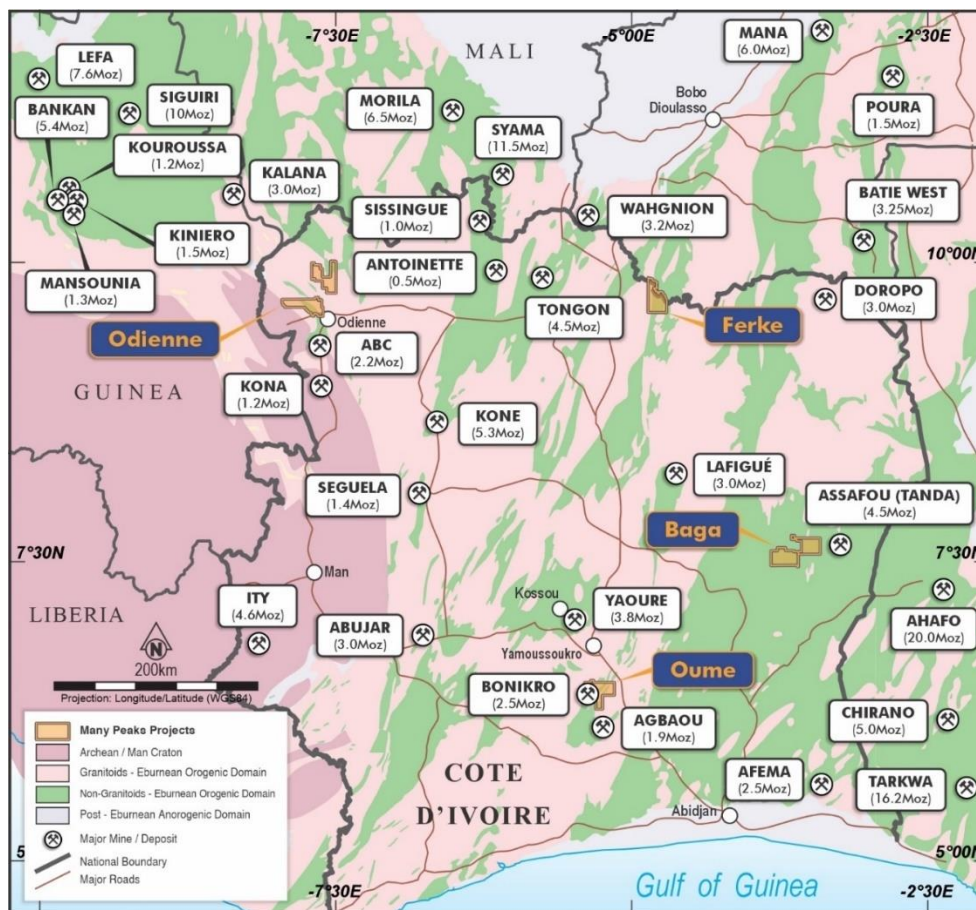 -7°30E
-5°00E
-2°30E
MALI
MANA
(6.0Moz)
LEFA
(7.6Moz)
BANKAN
(5.4Moz)
SIGUIRI
(10Moz)
MORILA
(6.5Moz)
Bobo
Dioulasso
POURA
(1.5Moz)
KOUROUSSA
(1.2Moz)
SYAMA
(11.5Moz)
KALANA
(3.0Moz)
BATIE WEST
(3.25Moz)
SISSINGUE
(1.0Moz)
WAHGNION
(3.2Moz)
KINIERO
(1.5Moz)
10°00N
ANTOINETTE
(0.5Moz)
MANSOUNIA
(1.3Moz)
DOROPO
(3.0Moz)
TONGON
(4.5Moz)
Odienne
Odienne
Ferke
ABC
(2.2Moz)
GUINEA
KONA
(1.2Moz)
KONE
(5.3Moz)
LAFIGUÉ
(3.0Moz)
SEGUELA
(1.4Moz)
ASSAFOU (TANDA)
(4.5Moz)
Baga
7°30N
7°30N
Man
LIBERIA
ITY
(4.6Moz)
Kossou
YAOURE
(3.8Moz)
AHAFO
(20.0Moz)
ABUJAR
(3.0Moz)
N
200km
Yamoussoukro
Oume
Projection: Longitude/Latitude (WGS84)
BONIKRO
(2.5Moz)
AGBAOU
(1.9Moz)
CHIRANO
(5.0Moz)
Many Peaks Projects
Archean / Man Craton
Granitoids - Eburnean Orogenic Domain
Non-Granitoids - Eburnean Orogenic Domain
Post - Eburnean Anorogenic Domain
Major Mine / Deposit
National Boundary
Major Roads
COTE
D'IVOIRE
AFEMA
(2.5Moz)
TARKWA
(16.2Moz)
Abidjan
5
5°00N
Gulf of Guinea
-7°30E
-2°30E